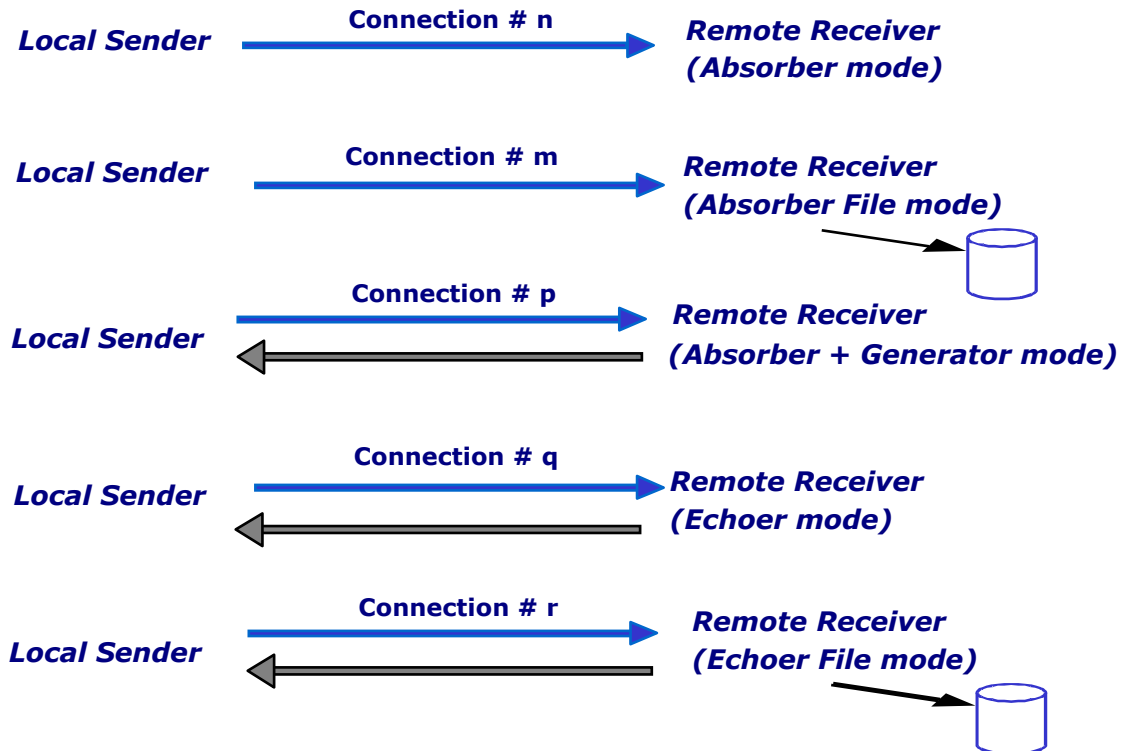 Connection # n
Local Sender
Remote Receiver
(Absorber mode)
Connection # m
Local Sender
Remote Receiver
(Absorber File mode)
Connection # p
Local Sender
Remote Receiver
(Absorber + Generator mode)
Connection # q
Local Sender
Remote Receiver
(Echoer mode)
Connection # r
Local Sender
Remote Receiver
(Echoer File mode)